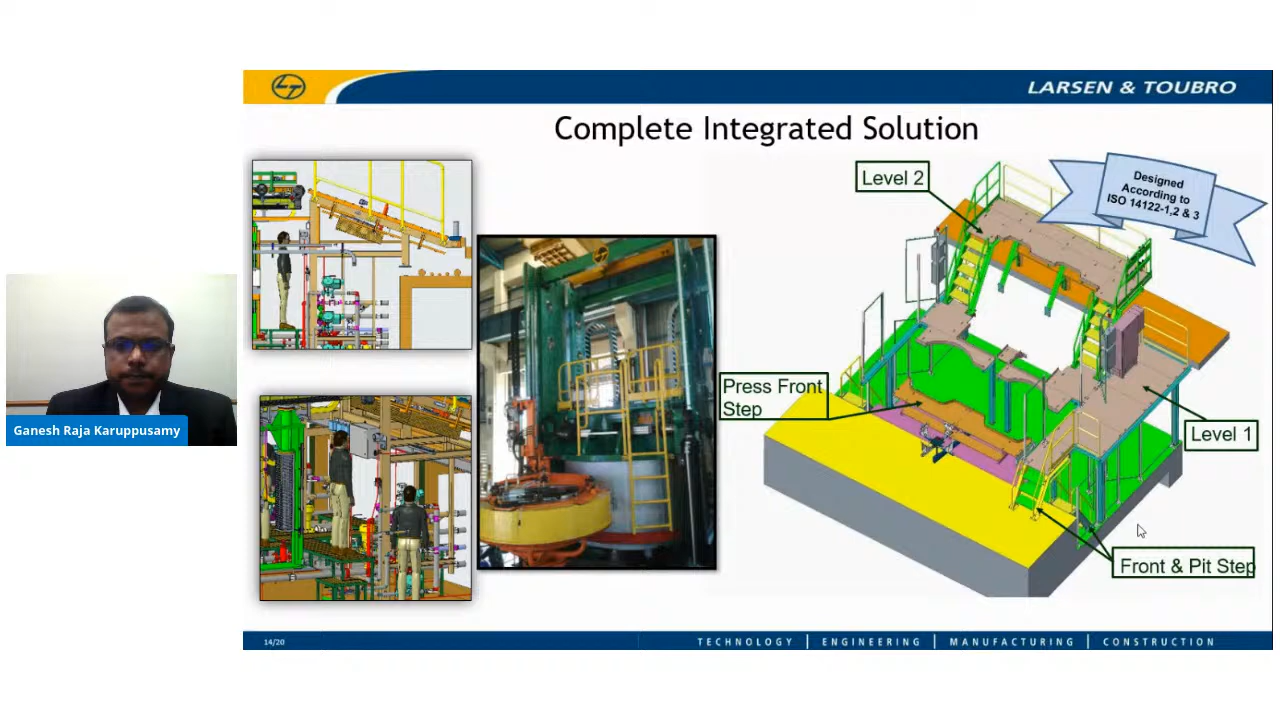 LT
LARSEN & TOUBRO
Complete Integrated Solution
Level 2
Designed
According to
ISO 14122-1,2 & 3
Press Front
Step
Level 1
Front & Pit Step
Ganesh Raja Karuppusamy
14/20
TECHNOLOGY | ENGINEERING | MANUFACTURING | CONSTRUCTION